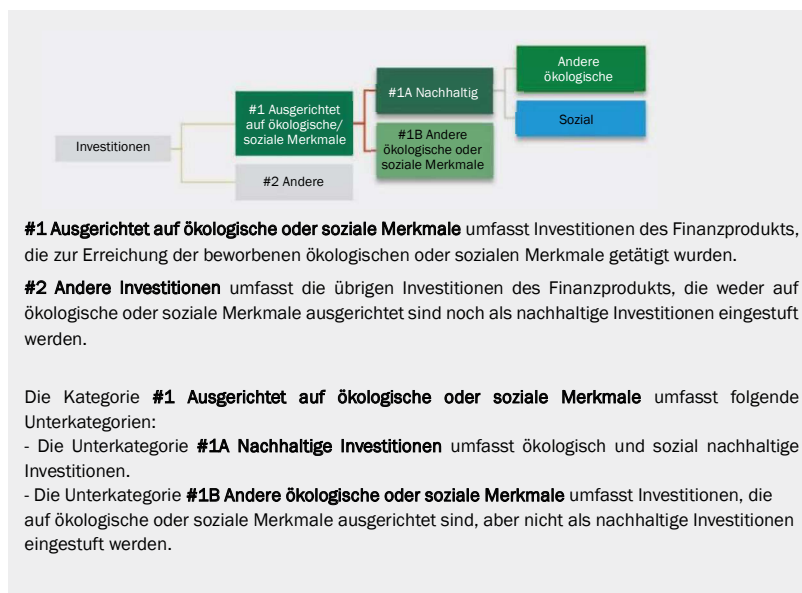 Andere
ökologische
#1A Nachhaltig
#1 Ausgerichtet
auf ökologische/
soziale Merkmale
Sozial
#1B Andere
ökologische oder
soziale Merkmale
Investitionen
#2 Andere
#1 Ausgerichtet auf ökologische oder soziale Merkmale umfasst Investitionen des Finanzprodukts,
die zur Erreichung der beworbenen ökologischen oder sozialen Merkmale getätigt wurden.
#2 Andere Investitionen umfasst die übrigen Investitionen des Finanzprodukts, die weder auf
ökologische oder soziale Merkmale ausgerichtet sind noch als nachhaltige Investitionen eingestuft
werden.
Die Kategorie #1 Ausgerichtet auf ökologische oder soziale Merkmale umfasst folgende
Unterkategorien:
- Die Unterkategorie #1A Nachhaltige Investitionen umfasst ökologisch und sozial nachhaltige
Investitionen.
- Die Unterkategorie #1B Andere ökologische oder soziale Merkmale umfasst Investitionen, die
auf ökologische oder soziale Merkmale ausgerichtet sind, aber nicht als nachhaltige Investitionen
eingestuft werden.